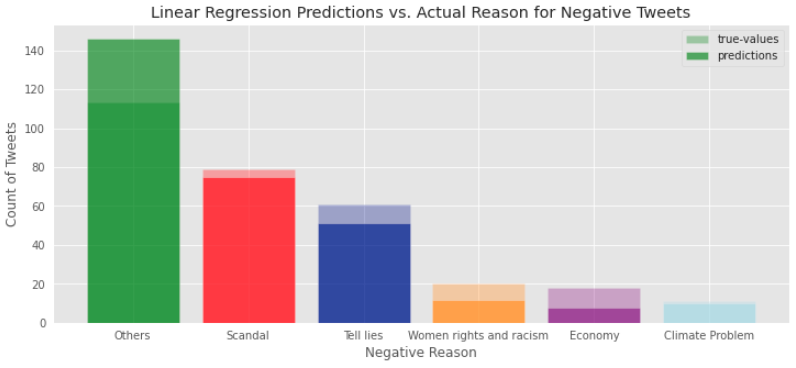 Linear Regression Predictions vs. Actual Reason for Negative Tweets
true-values
predictions
Count of Tweets
140
120
100
80
60
40
20
0
Others Scandal Tell lies Women rights and racism Economy Climate Problem
Negative Reason